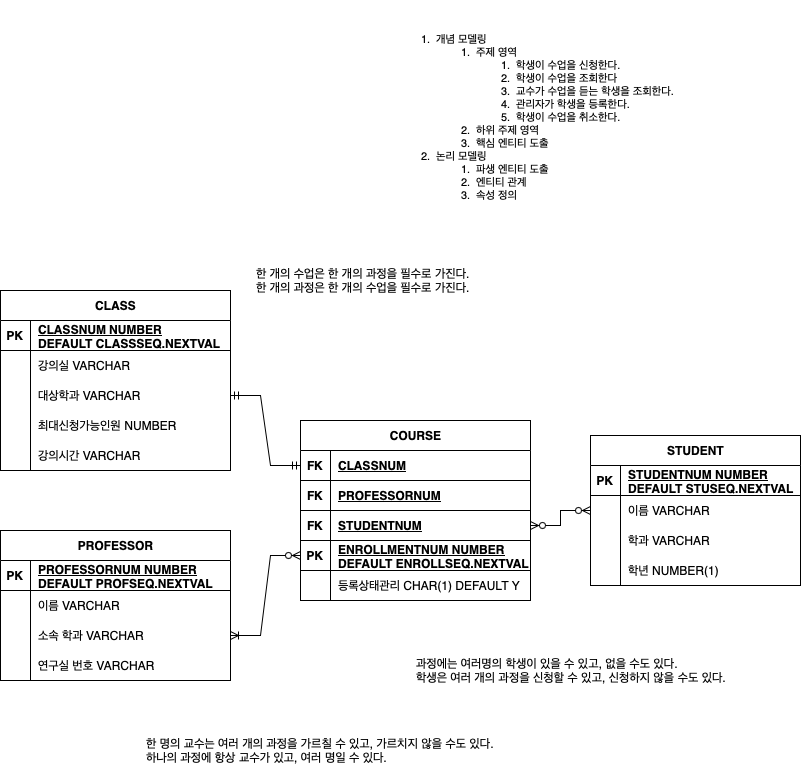 1. 개념 모델링
1. 주제 영역
1. 학생이 수업을 신청한다.
2. 학생이 수업을 조회한다
3. 교수가 수업을 듣는 학생을 조회한다.
4. 관리자가 학생을 등록한다.
5. 학생이 수업을 취소한다.
2. 하위 주제 영역
3. 핵심 엔티티 도출
2. 논리 모델링
1. 파생 엔티티 도출
2. 엔티티 관계
3. 속성 정의
한 개의 수업은 한 개의 과정을 필수로 가진다.
한 개의 과정은 한 개의 수업을 필수로 가진다.
CLASS
PK CLASSNUM NUMBER
DEFAULT CLASSSEQ.NEXTVAL
강의실 VARCHAR
대상학과 VARCHAR
최대신청가능인원 NUMBER
강의시간 VARCHAR
COURSE
FK CLASSNUM
FK PROFESSORNUM
FK STUDENTNUM
PK ENROLLMENTNUM NUMBER
DEFAULT ENROLLSEQ.NEXTVAL
등록상태관리 CHAR(1) DEFAULT Y
STUDENT
PK STUDENTNUM NUMBER
DEFAULT STUSEQ.NEXTVAL
이름 VARCHAR
학과 VARCHAR
학년 NUMBER(1)
PROFESSOR
PK PROFESSORNUM NUMBER
DEFAULT PROFSEQ.NEXTVAL
이름 VARCHAR
소속 학과 VARCHAR
연구실 번호 VARCHAR
과정에는 여러명의 학생이 있을 수 있고, 없을 수도 있다.
학생은 여러 개의 과정을 신청할 수 있고, 신청하지 않을 수도 있다.
한 명의 교수는 여러 개의 과정을 가르칠 수 있고, 가르치지 않을 수도 있다.
하나의 과정에 항상 교수가 있고, 여러 명일 수 있다.